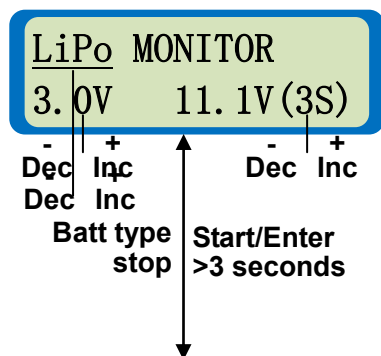 LiPo MONITOR
3.0V 11.1V(3S)
- + - +
Dec Inc Dec Inc
- +
Dec Inc
Batt type Start/Enter
stop >3 seconds